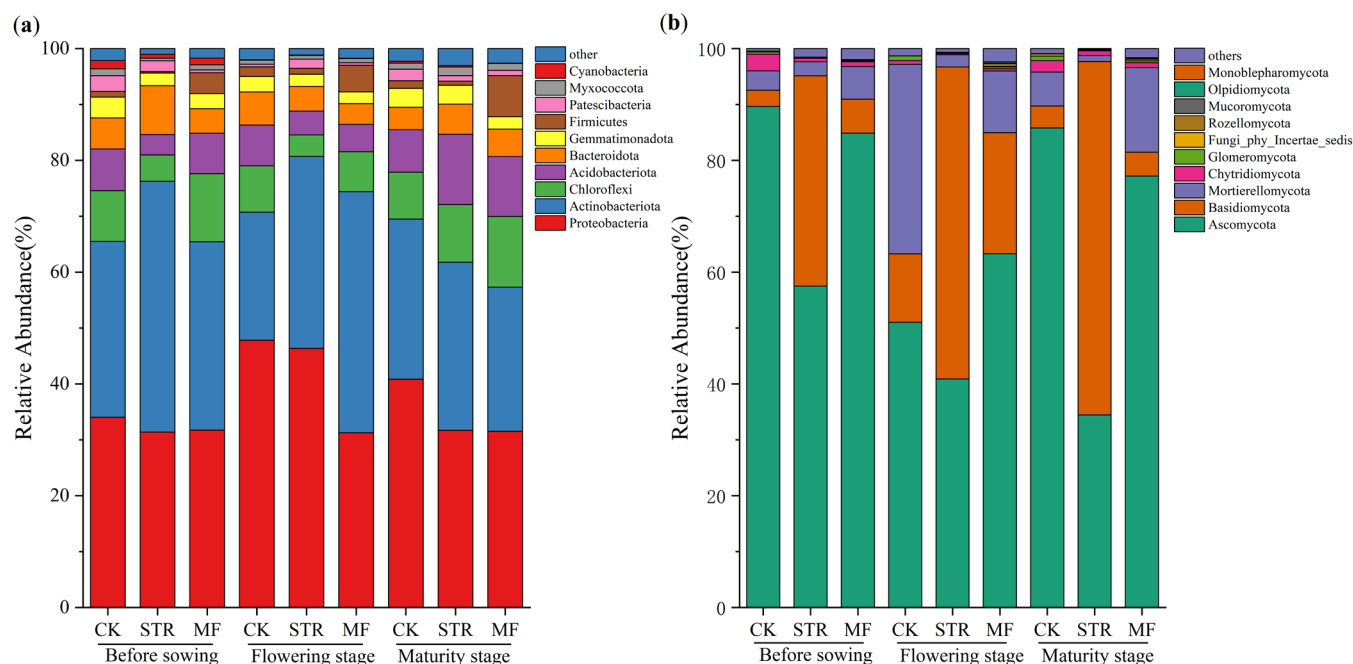 (a)
Relative Abundance(%)
100
80
60
40
20
0
CK STR MF CK STR MF CK STR MF
Before sowing Flowering stage Maturity stage
other
Cyanobacteria
Myxococcota
Patescibacteria
Firmicutes
Gemmatimonadota
Bacteroidota
Acidobacteriota
Chloroflexi
Actinobacteriota
Proteobacteria
(b)
Relative Abundance(%)
100
80
60
40
20
0
CK STR MF CK STR MF CK STR MF
Before sowing Flowering stage Maturity stage
others
Monoblepharomycota
Olpidiomycota
Mucoromycota
Rozellomycota
Fungi_phy_Incertae_sedis
Glomeromycota
Chytridiomycota
Mortierellomycota
Basidiomycota
Ascomycota